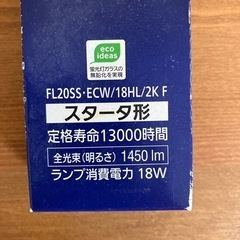 eco
ideas
蛍光灯ガラスの
無鉛化を実現
FL20SS·ECW/18HL/2K F
スタータ形
定格寿命13000時間
全光束(明るさ) 1450 lm
ランプ消費電力 18W